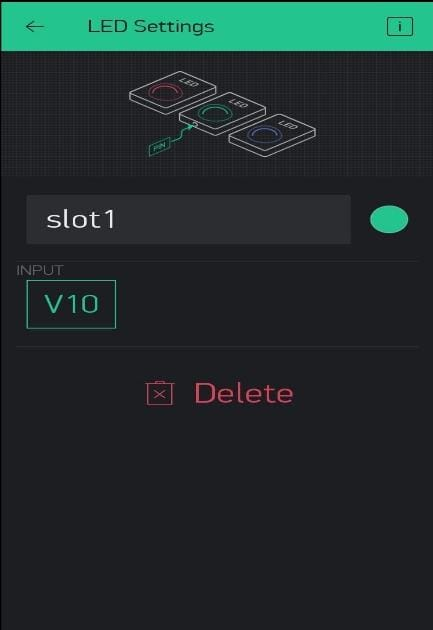 LED Settings
i
LED
LED
LED
PIN
slot1
INPUT
V10
Delete